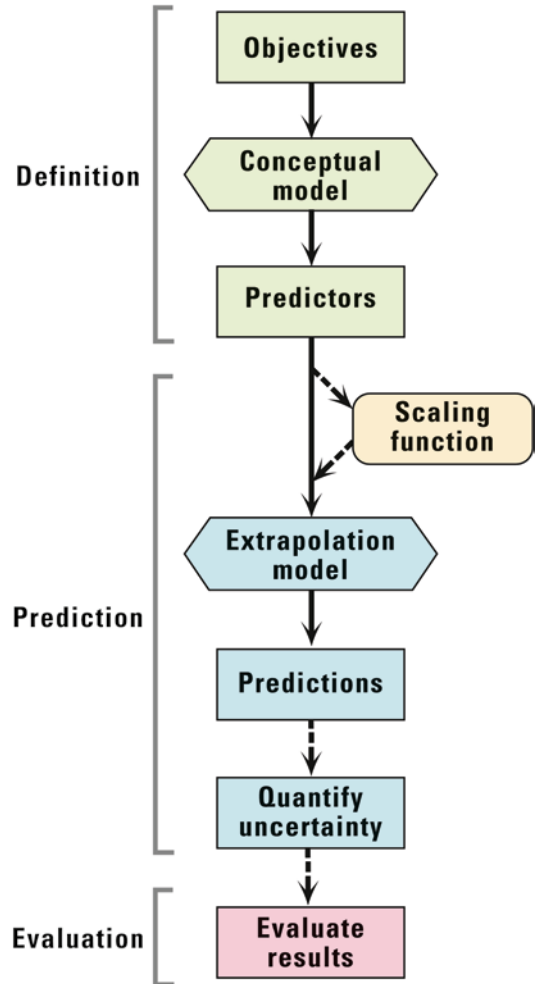 Objectives
Definition
Conceptual
model
Predictors
Scaling
function
Extrapolation
model
Prediction
Predictions
Quantify
uncertainty
Evaluation
Evaluate
results